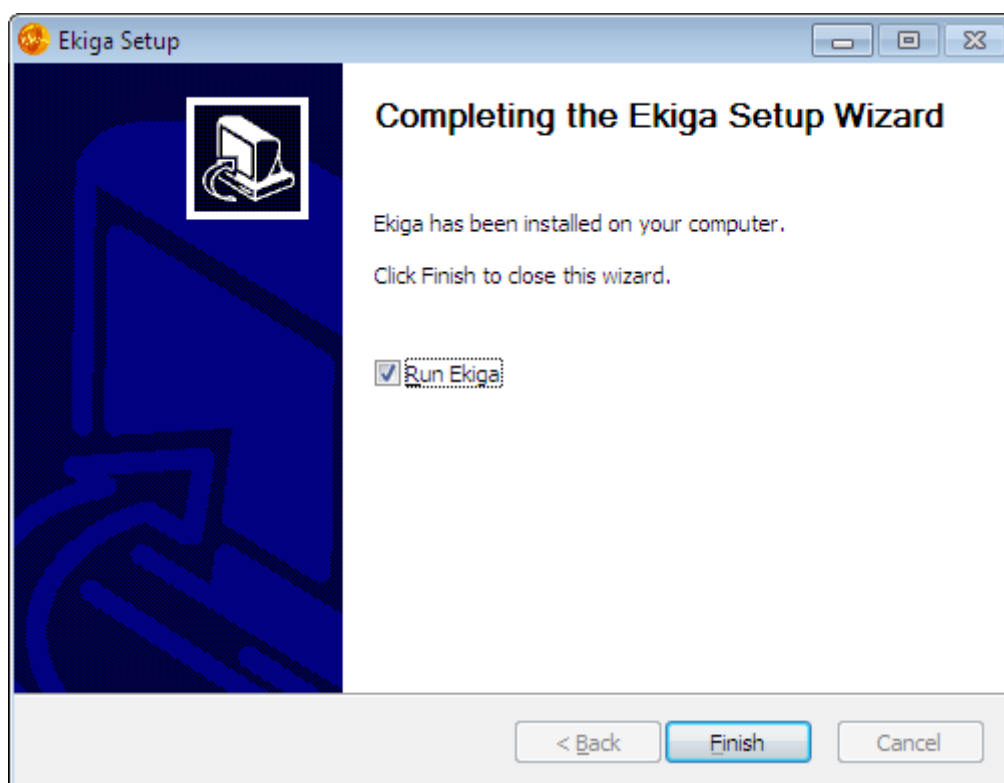 Ekiga Setup
Completing the Ekiga Setup Wizard
Ekiga has been installed on your computer.
Click Finish to close this wizard.
Run Ekiga
< Back Finish Cancel